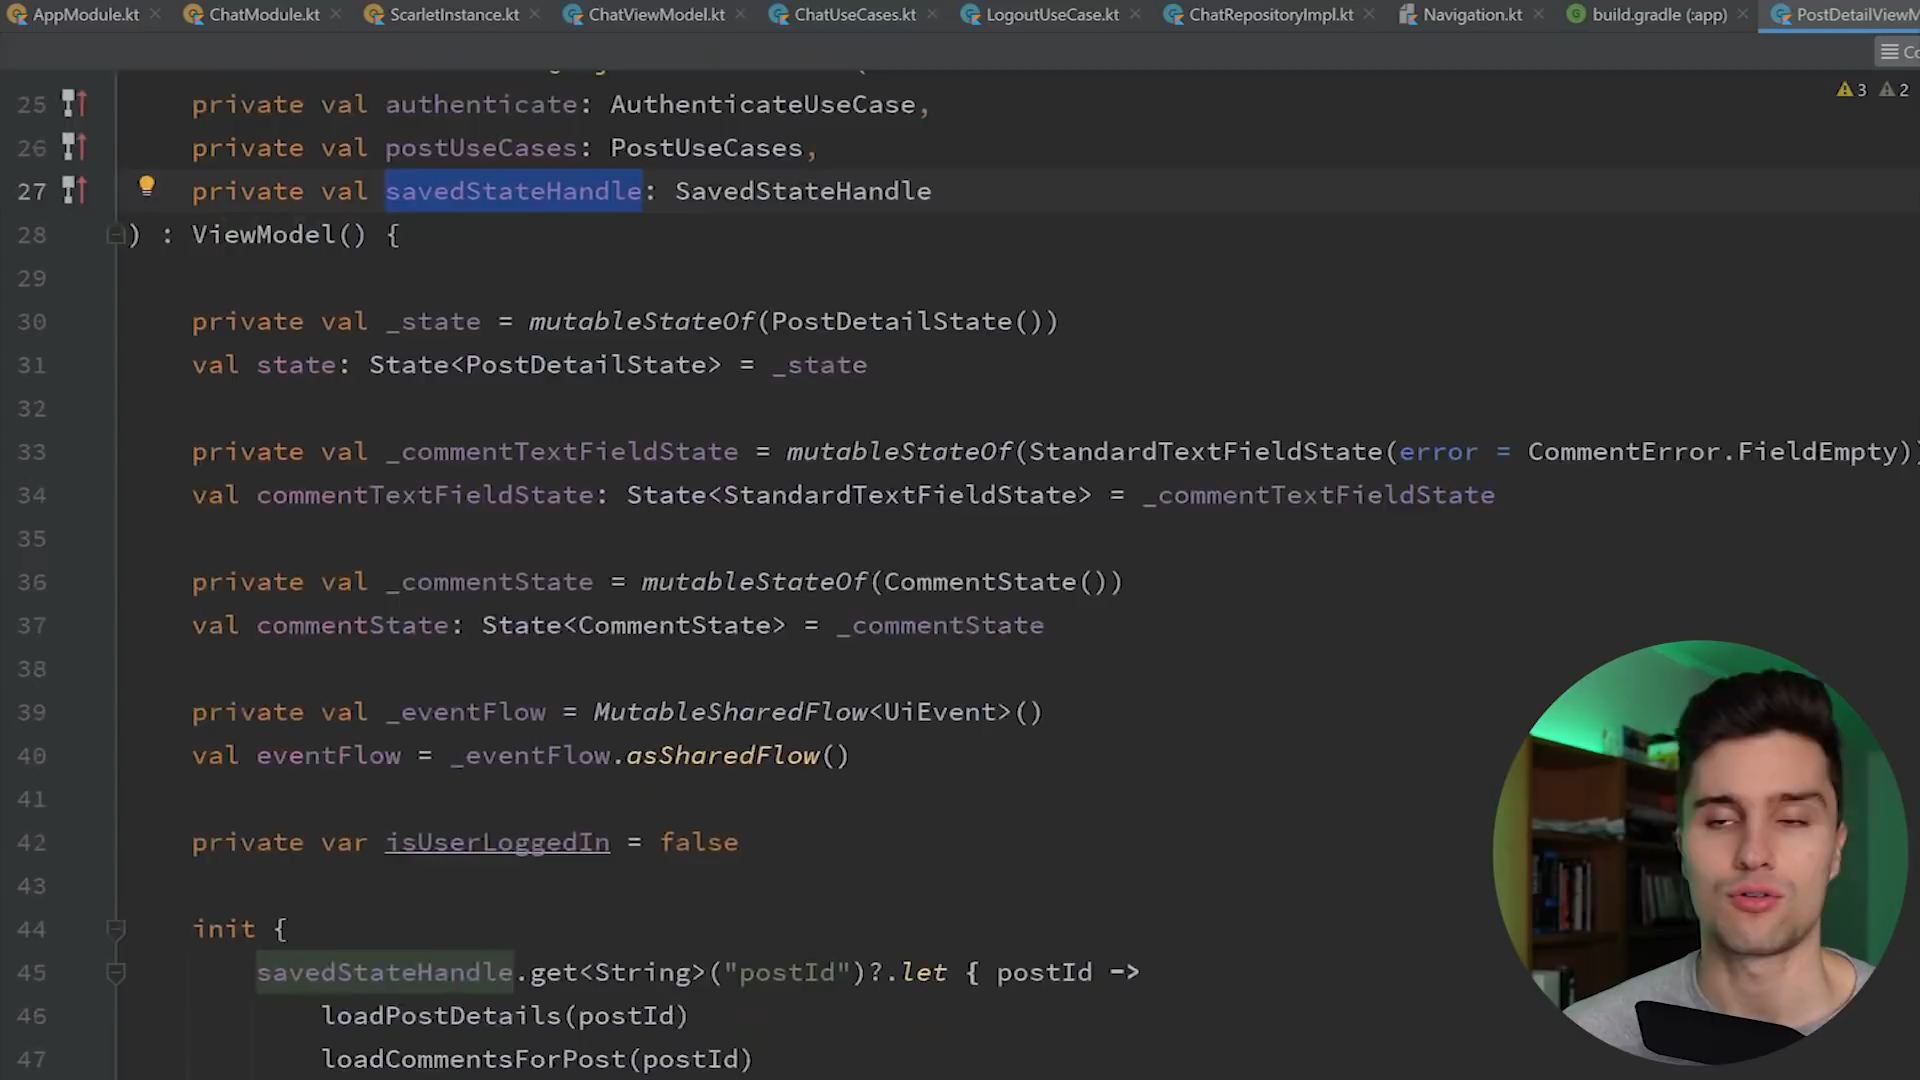 AppModule.kt ChatModule.kt ScarletInstance.kt ChatViewModel.kt ChatUseCases.kt LogoutUseCase.kt ChatRepositoryImpl.kt Navigation.kt build.gradle (:app) PostDetailViewM
Co
3 2
25 private val authenticate: AuthenticateUseCase,
26 private val postUseCases: PostUseCases,
27 private val savedStateHandle: SavedStateHandle
28 ) : ViewModel() {
29
30 private val _state = mutableStateOf(PostDetailState())
31 val state: State<PostDetailState> = _state
32
33 private val _commentTextFieldState = mutableStateOf(StandardTextFieldState(error = CommentError.FieldEmpty))
34 val commentTextFieldState: State<StandardTextFieldState> = _commentTextFieldState
35
36 private val _commentState = mutableStateOf(CommentState())
37 val commentState: State<CommentState> = _commentState
38
39 private val _eventFlow = MutableSharedFlow<UiEvent>()
40 val eventFlow = _eventFlow.asSharedFlow()
41
42 private var isUserLoggedIn = false
43
44 init {
45 savedStateHandle.get<String>("postId")?.let { postId ->
46 loadPostDetails(postId)
47 loadCommentsForPost(postId)